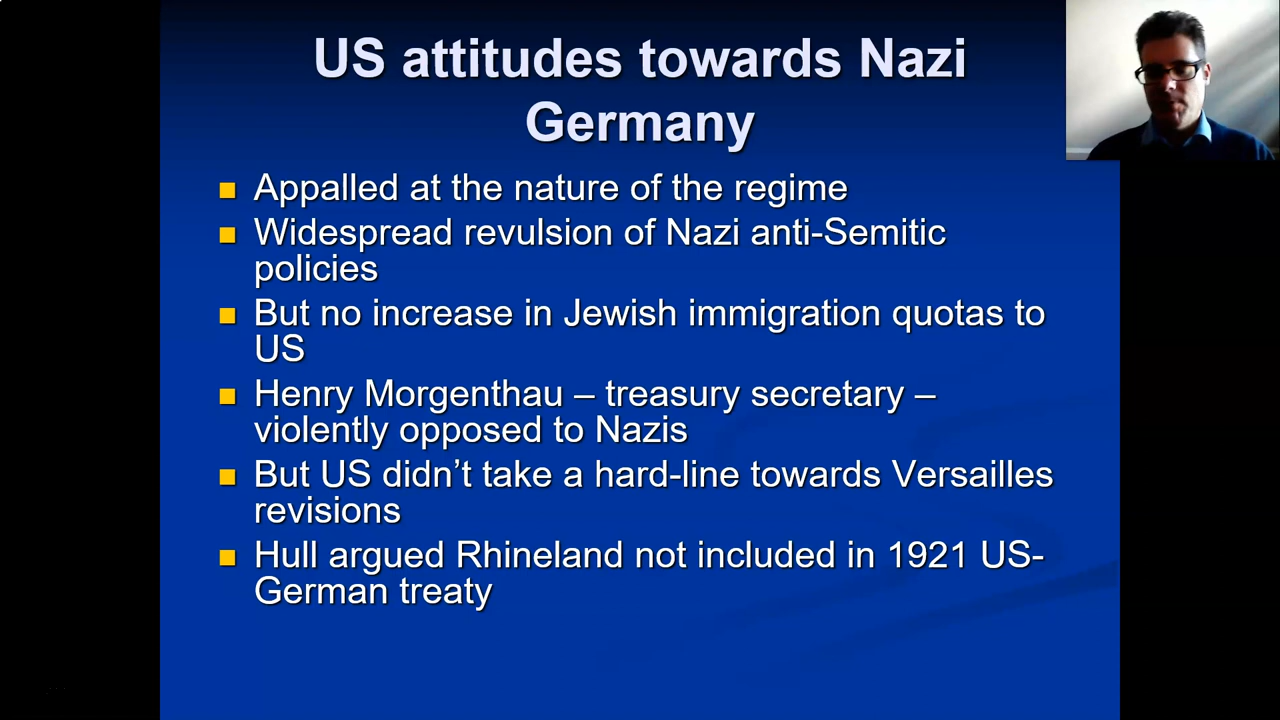 US attitudes towards Nazi
Germany
Appalled at the nature of the regime
Widespread revulsion of Nazi anti-Semitic
policies
But no increase in Jewish immigration quotas to
US
Henry Morgenthau – treasury secretary –
violently opposed to Nazis
But US didn’t take a hard-line towards Versailles
revisions
Hull argued Rhineland not included in 1921 US-
German treaty